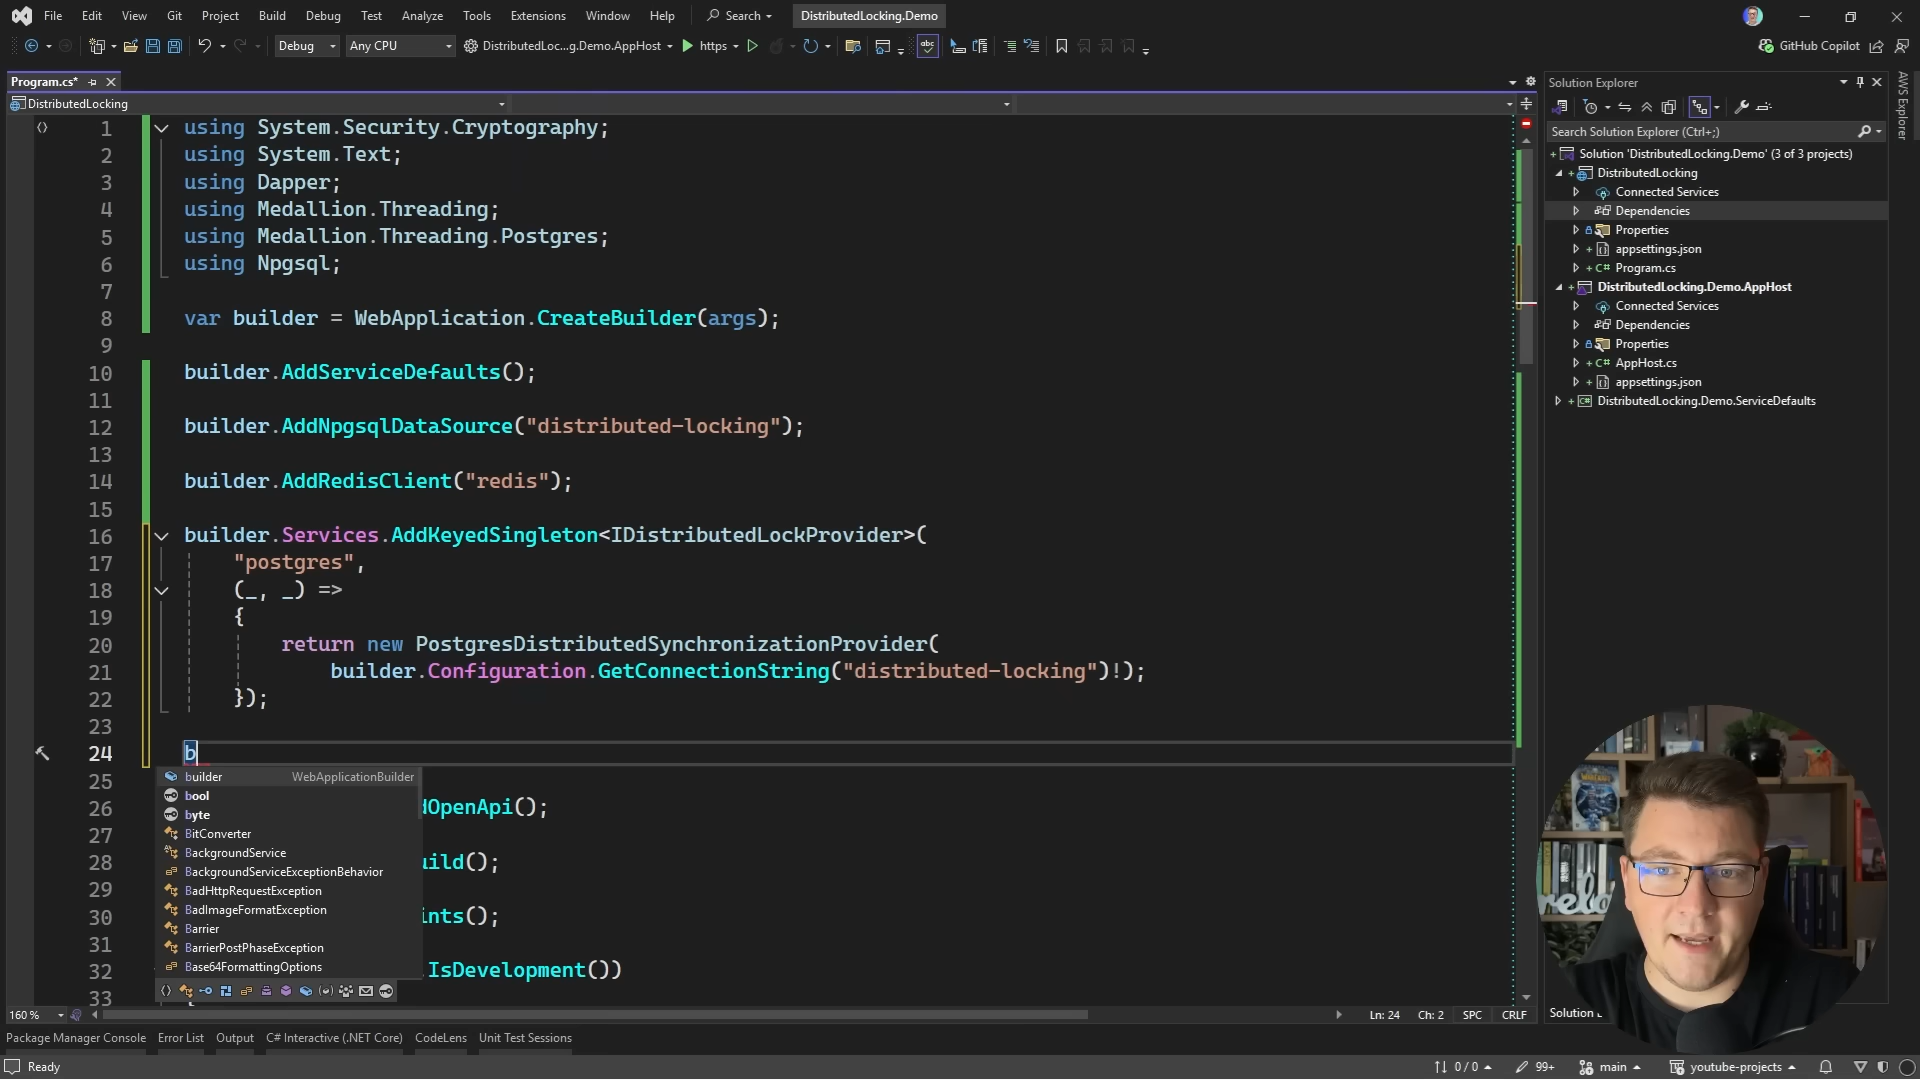 File Edit View Git Project Build Debug Test Analyze Tools Extensions Window Help Search DistributedLocking.Demo
Debug Any CPU DistributedLoc...g.Demo.AppHost https GitHub Copilot
Program.cs*
DistributedLocking
1 using System.Security.Cryptography;
2 using System.Text;
3 using Dapper;
4 using Medallion.Threading;
5 using Medallion.Threading.Postgres;
6 using Npgsql;
7
8 var builder = WebApplication.CreateBuilder(args);
9
10 builder.AddServiceDefaults();
11
12 builder.AddNpgsqlDataSource("distributed-locking");
13
14 builder.AddRedisClient("redis");
15
16 builder.Services.AddKeyedSingleton<IDistributedLockProvider>(
17 "postgres",
18 (_, _) =>
19 {
20 return new PostgresDistributedSynchronizationProvider(
21 builder.Configuration.GetConnectionString("distributed-locking")!);
22 });
23
24 b
25
26 dOpenApi();
27
28 uild();
29
30 ints();
31
32 .IsDevelopment())
33
builder WebApplicationBuilder
bool
byte
BitConverter
BackgroundService
BackgroundServiceExceptionBehavior
BadHttpRequestException
BadImageFormatException
Barrier
BarrierPostPhaseException
Base64FormattingOptions
160 % Ln: 24 Ch: 2 SPC CRLF
Package Manager Console Error List Output C# Interactive (.NET Core) CodeLens Unit Test Sessions
Ready 0 / 0 99+ main youtube-projects
Solution Explorer
Search Solution Explorer (Ctrl+;)
Solution 'DistributedLocking.Demo' (3 of 3 projects)
DistributedLocking
Connected Services
Dependencies
Properties
appsettings.json
C# Program.cs
DistributedLocking.Demo.AppHost
Connected Services
Dependencies
Properties
C# AppHost.cs
appsettings.json
DistributedLocking.Demo.ServiceDefaults
Solution
AWS Explorer